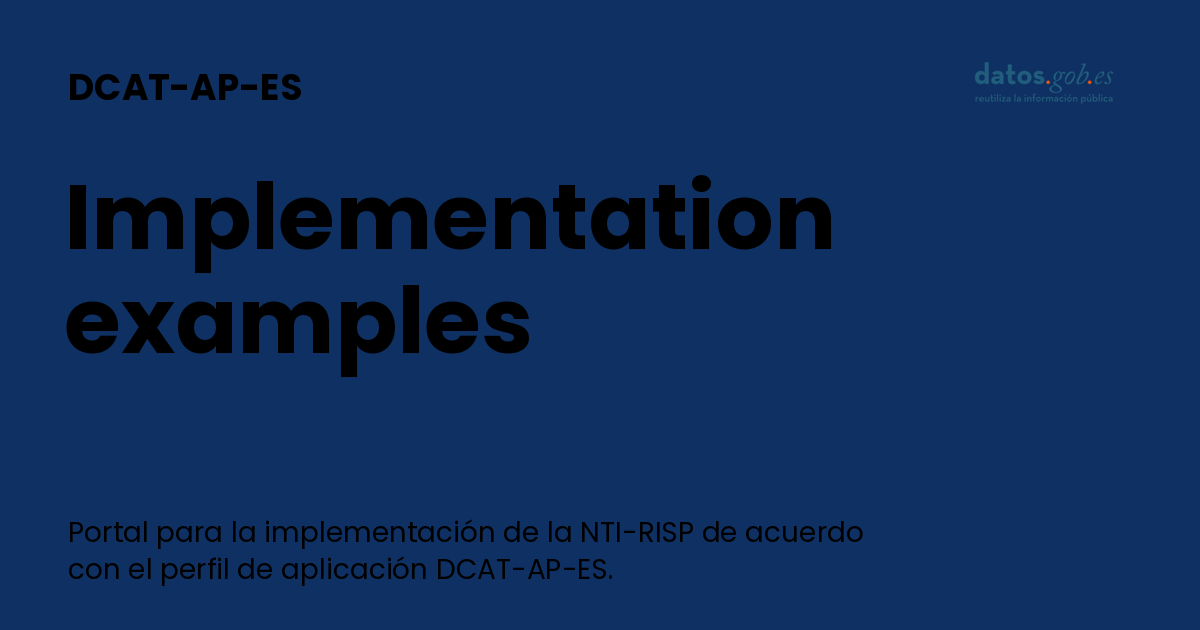 DCAT-AP-ES
datos.gob.es
reutiliza la información pública
Implementation
examples
Portal para la implementación de la NTI-RISP de acuerdo
con el perfil de aplicación DCAT-AP-ES.